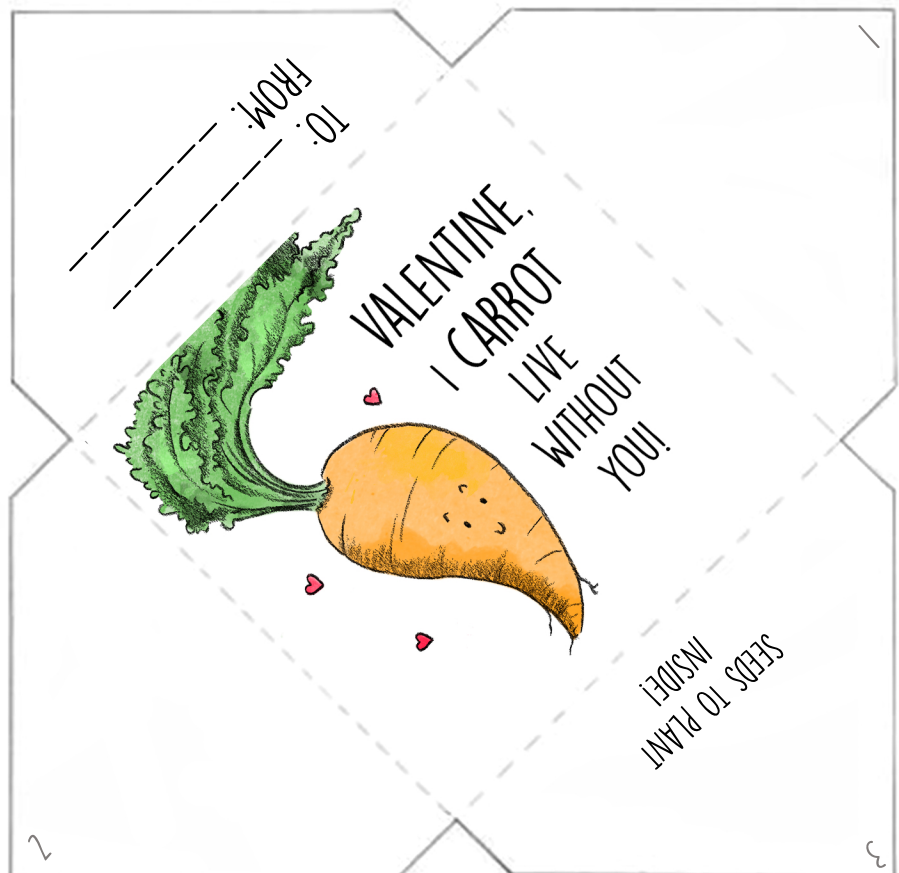 FROM:
TO:
VALENTINE,
I CARROT
LIVE
WITHOUT
YOU!
SEEDS TO PLANT
INSIDE!
1
2
3